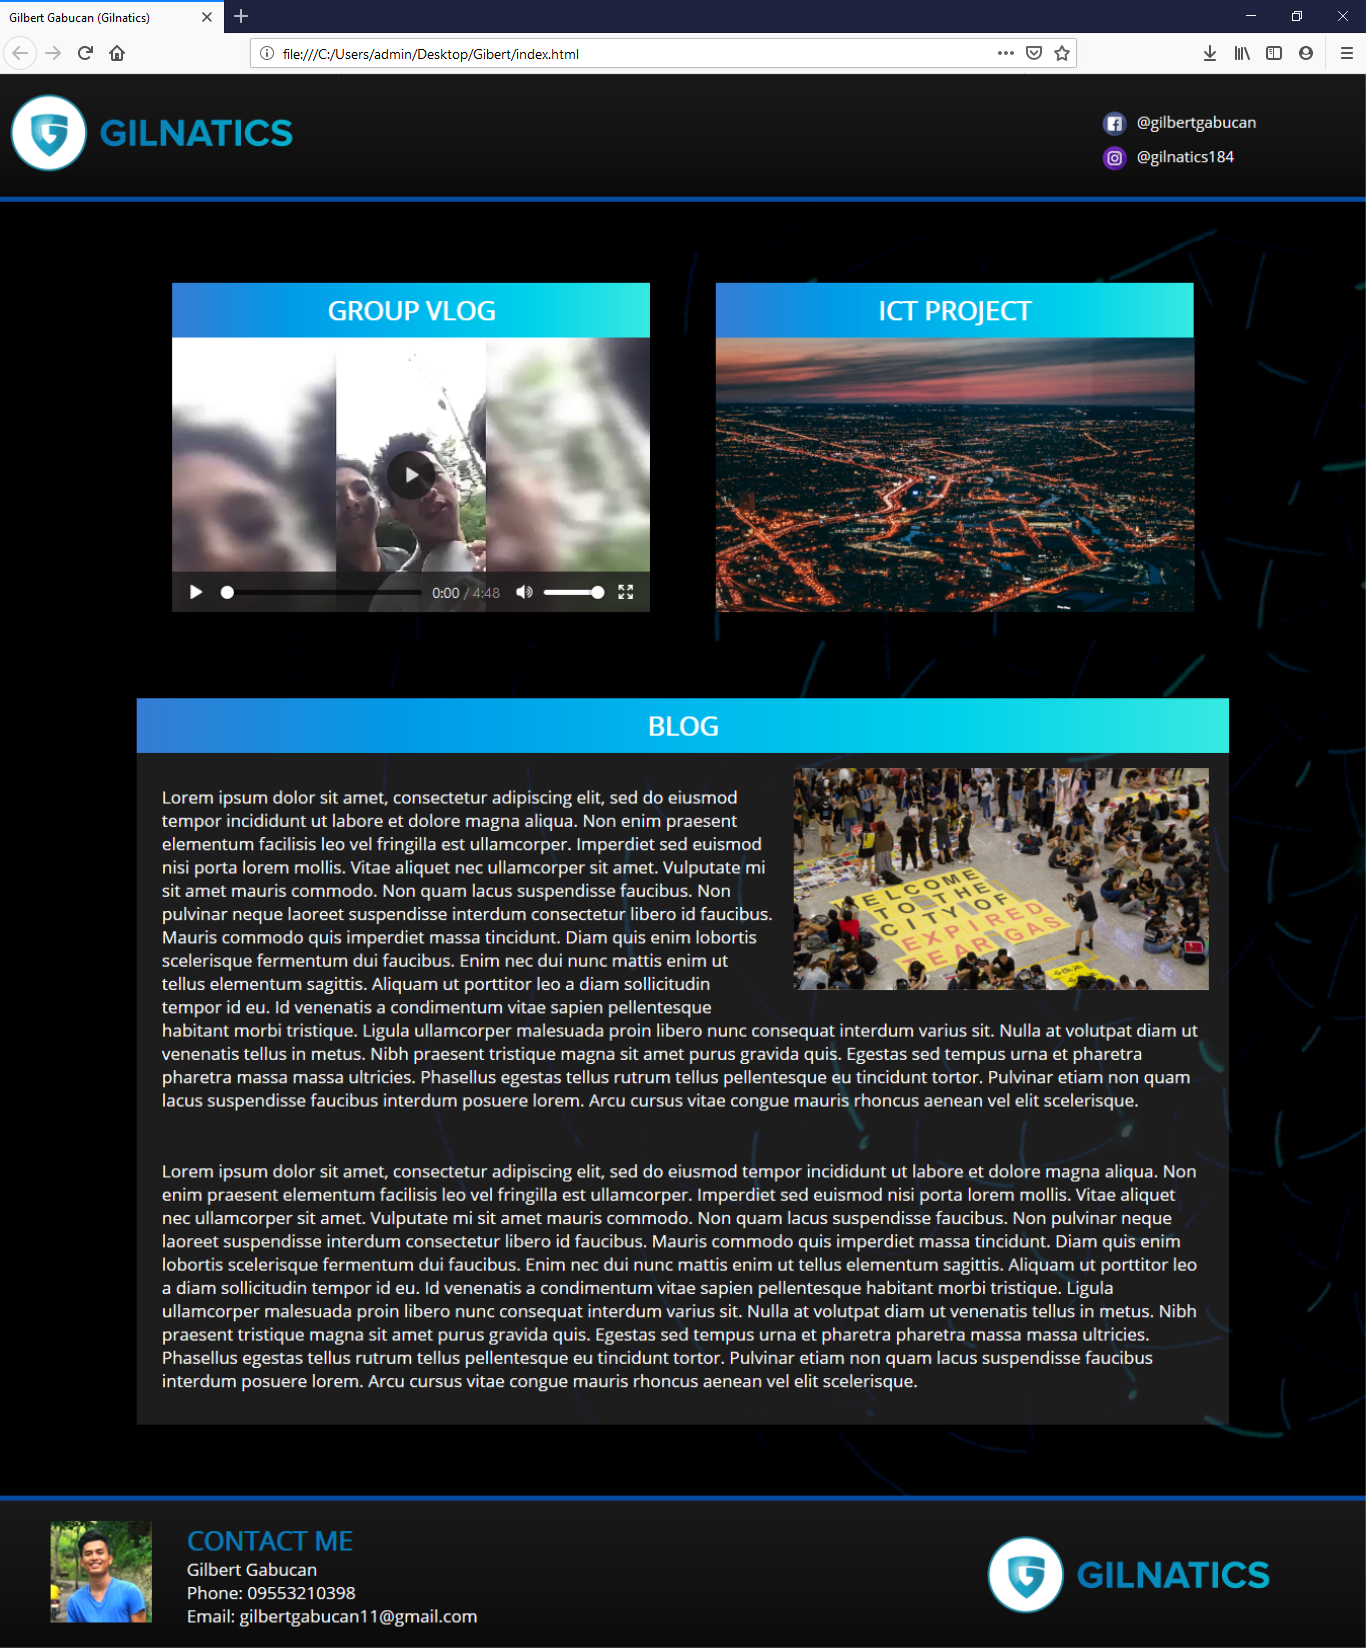 Gilbert Gabucan (Gilnatics)
file:///C:/Users/admin/Desktop/Gibert/index.html
GILNATICS
@gilbertgabucan
@gilnatics184
GROUP VLOG
ICT PROJECT
0:00 / 4:48
BLOG
Lorem ipsum dolor sit amet, consectetur adipiscing elit, sed do eiusmod
tempor incididunt ut labore et dolore magna aliqua. Non enim praesent
elementum facilisis leo vel fringilla est ullamcorper. Imperdiet sed euismod
nisi porta lorem mollis. Vitae aliquet nec ullamcorper sit amet. Vulputate mi
sit amet mauris commodo. Non quam lacus suspendisse faucibus. Non
pulvinar neque laoreet suspendisse interdum consectetur libero id faucibus.
Mauris commodo quis imperdiet massa tincidunt. Diam quis enim lobortis
scelerisque fermentum dui faucibus. Enim nec dui nunc mattis enim ut
tellus elementum sagittis. Aliquam ut porttitor leo a diam sollicitudin
tempor id eu. Id venenatis a condimentum vitae sapien pellentesque
habitant morbi tristique. Ligula ullamcorper malesuada proin libero nunc consequat interdum varius sit. Nulla at volutpat diam ut
venenatis tellus in metus. Nibh praesent tristique magna sit amet purus gravida quis. Egestas sed tempus urna et pharetra
pharetra massa massa ultricies. Phasellus egestas tellus rutrum tellus pellentesque eu tincidunt tortor. Pulvinar etiam non quam
lacus suspendisse faucibus interdum posuere lorem. Arcu cursus vitae congue mauris rhoncus aenean vel elit scelerisque.
WELCOME
TO THE
CITY OF
EXPIRED
TEAR GAS
Lorem ipsum dolor sit amet, consectetur adipiscing elit, sed do eiusmod tempor incididunt ut labore et dolore magna aliqua. Non
enim praesent elementum facilisis leo vel fringilla est ullamcorper. Imperdiet sed euismod nisi porta lorem mollis. Vitae aliquet
nec ullamcorper sit amet. Vulputate mi sit amet mauris commodo. Non quam lacus suspendisse faucibus. Non pulvinar neque
laoreet suspendisse interdum consectetur libero id faucibus. Mauris commodo quis imperdiet massa tincidunt. Diam quis enim
lobortis scelerisque fermentum dui faucibus. Enim nec dui nunc mattis enim ut tellus elementum sagittis. Aliquam ut porttitor leo
a diam sollicitudin tempor id eu. Id venenatis a condimentum vitae sapien pellentesque habitant morbi tristique. Ligula
ullamcorper malesuada proin libero nunc consequat interdum varius sit. Nulla at volutpat diam ut venenatis tellus in metus. Nibh
praesent tristique magna sit amet purus gravida quis. Egestas sed tempus urna et pharetra pharetra massa massa ultricies.
Phasellus egestas tellus rutrum tellus pellentesque eu tincidunt tortor. Pulvinar etiam non quam lacus suspendisse faucibus
interdum posuere lorem. Arcu cursus vitae congue mauris rhoncus aenean vel elit scelerisque.
CONTACT ME
Gilbert Gabucan
Phone: 09553210398
Email: gilbertgabucan11@gmail.com
GILNATICS